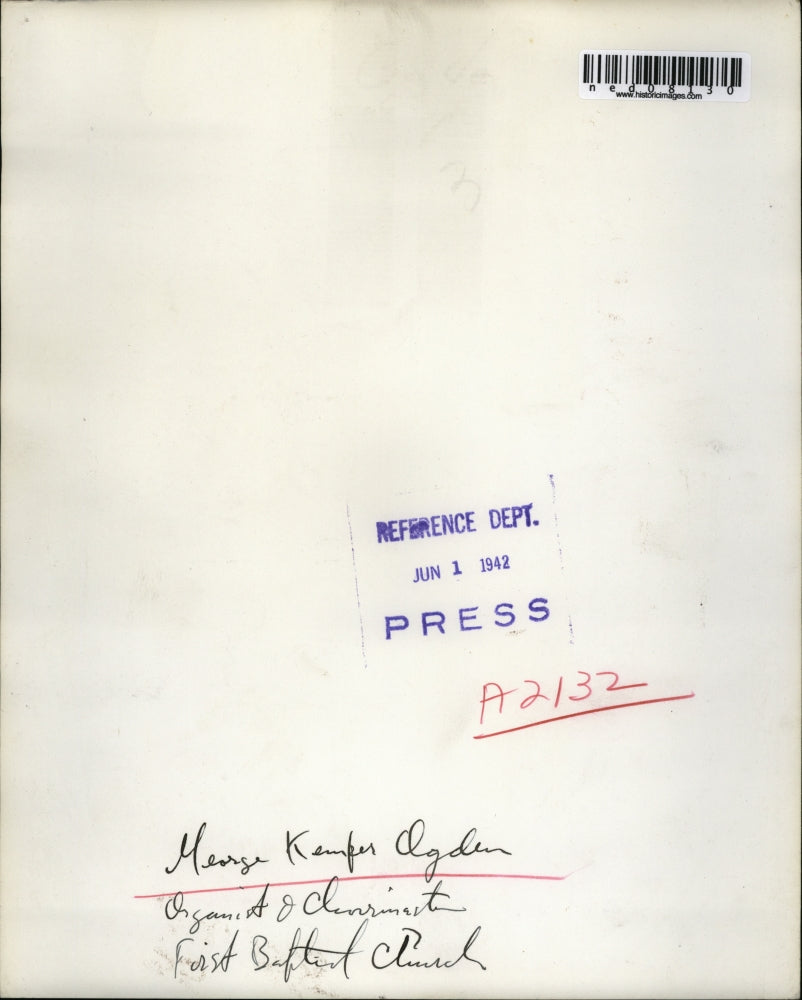 ned08130
www.historicimages.com
3
REFERENCE DEPT.
JUN 1 1942
PRESS
A2132
George Kemper Ogden
Organist & Choirmaster
First Baptist Church